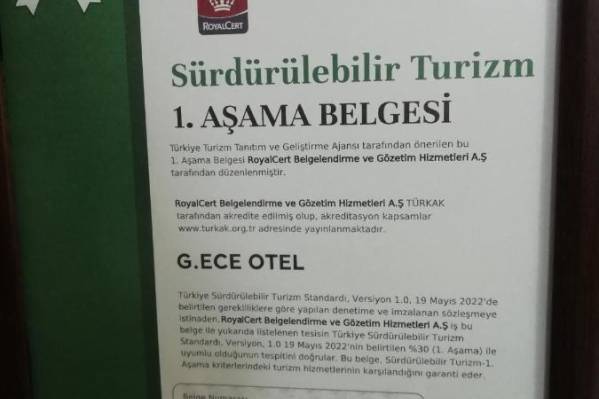 ROYALCERT
Sürdürülebilir Turizm
1. AŞAMA BELGESİ
Türkiye Turizm Tanıtım ve Geliştirme Ajansı tarafından önerilen bu
1. Aşama Belgesi RoyalCert Belgelendirme ve Gözetim Hizmetleri A.Ş
tarafından düzenlenmiştir.
RoyalCert Belgelendirme ve Gözetim Hizmetleri A.Ş TÜRKAK
tarafından akredite edilmiş olup, akreditasyon kapsamlar
www.turkak.org.tr adresinde yayınlanmaktadır.
G.ECE OTEL
Türkiye Sürdürülebilir Turizm Standardı, Versiyon 1.0, 19 Mayıs 2022'de
belirtilen gerekliliklere göre yapılan denetime ve imzalanan sözleşmeye
istinaden. RoyalCert Belgelendirme ve Gözetim Hizmetleri A.Ş iş bu
belge ile yukarıda listelenen tesisin Türkiye Sürdürülebilir Turizm
Standardı, Versiyon, 1.0 19 Mayıs 2022'nin belirtilen %30 (1. Aşama) ile
uyumlu olduğunun tespitini doğrular. Bu belge, Sürdürülebilir Turizm-1.
Aşama kriterlerindeki turizm hizmetlerinin karşılandığını garanti eder.
Belge Numarası